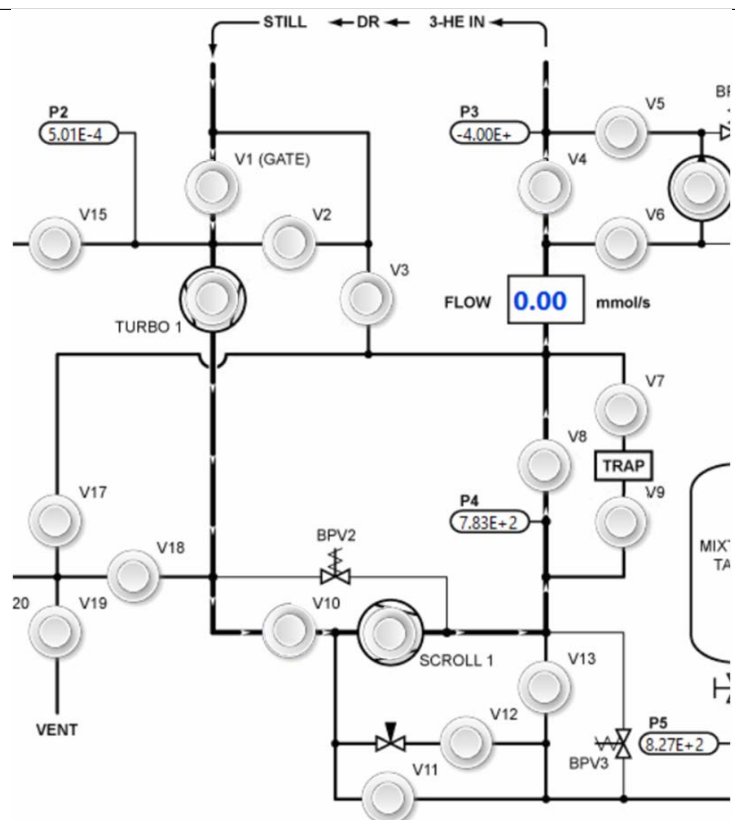 STILL DR 3-HE IN
P2
5.01E-4
P3
-4.00E+
V5
V1 (GATE)
V4
V15
V2
V6
V3
FLOW 0.00 mmol/s
TURBO 1
V7
V8
TRAP
V17
V9
P4
7.83E+2
BPV2
V18
20
V19
V10
SCROLL 1
V13
VENT
V12
P5
8.27E+2
BPV3
V11